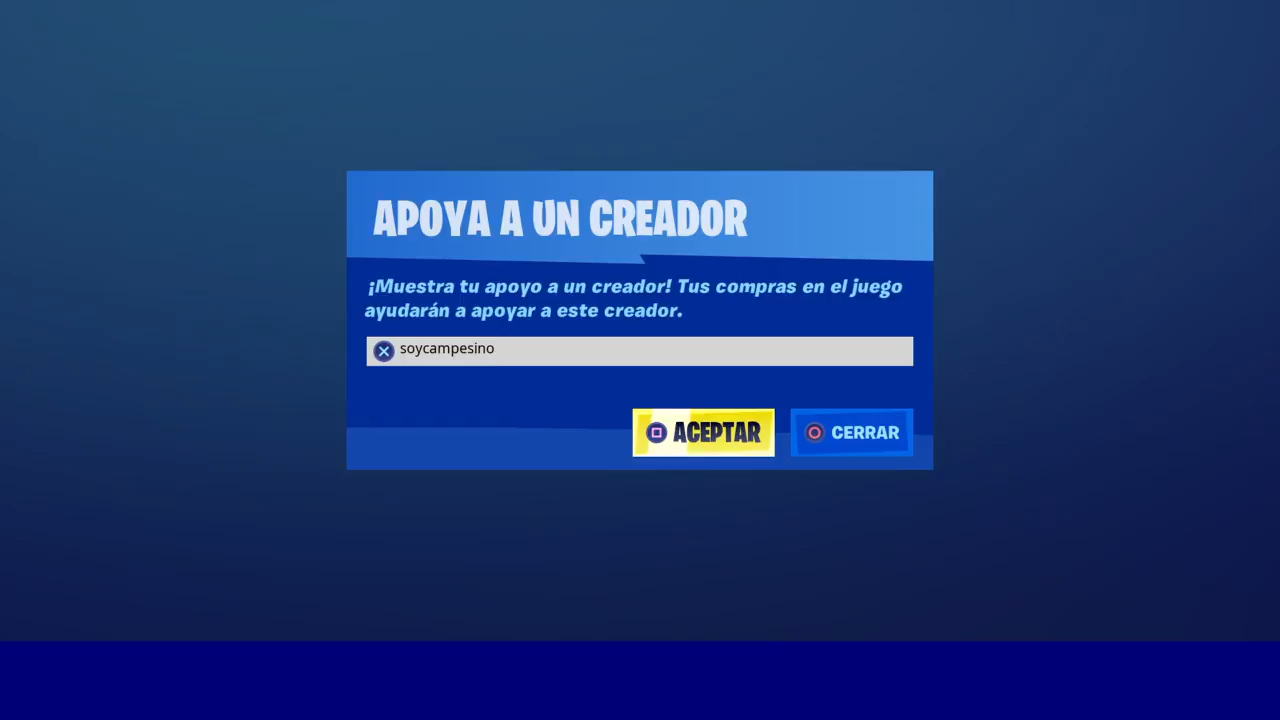 APOYA A UN CREADOR
¡Muestra tu apoyo a un creador! Tus compras en el juego
ayudarán a apoyar a este creador.
soycampesino
ACEPTAR
CERRAR